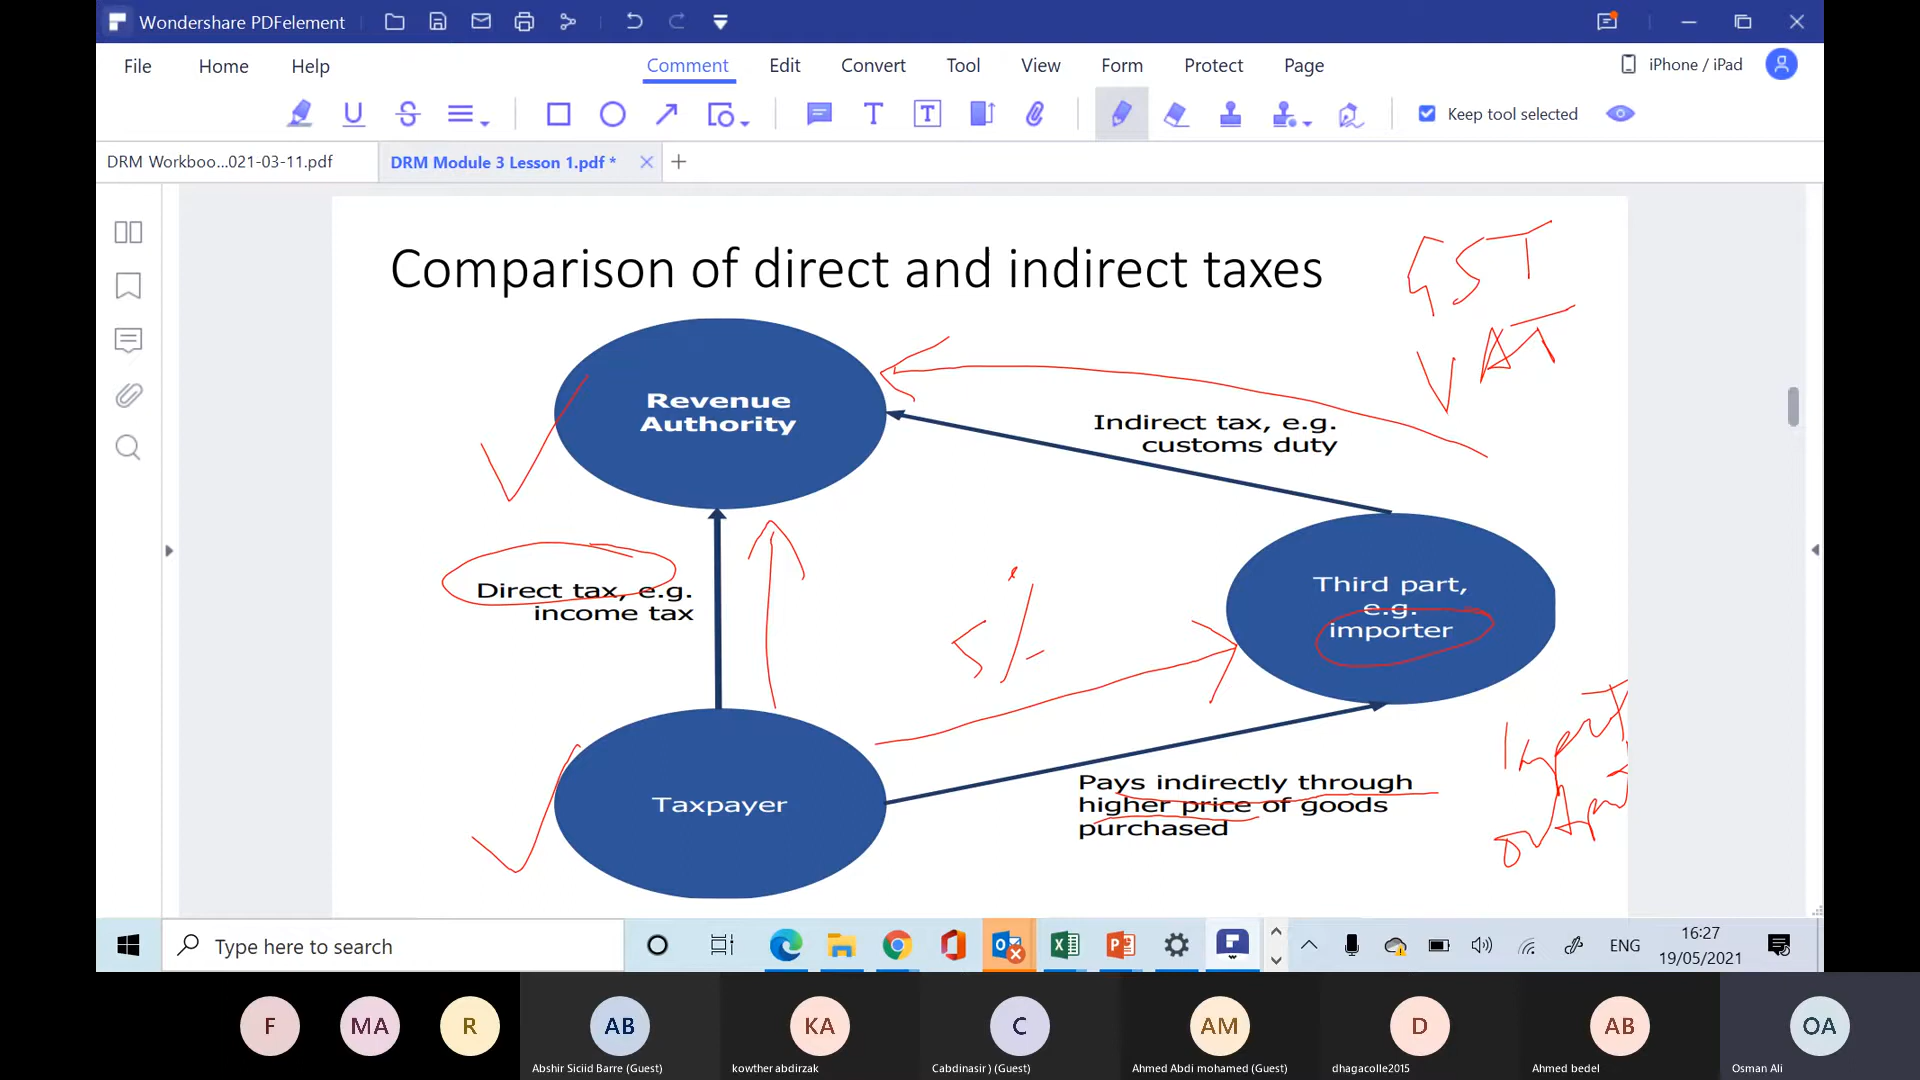 Wondershare PDFelement
File Home Help Comment Edit Convert Tool View Form Protect Page iPhone / iPad
Keep tool selected
DRM Workboo...021-03-11.pdf DRM Module 3 Lesson 1.pdf *
Comparison of direct and indirect taxes
GST
VAT
Revenue
Authority
Indirect tax, e.g.
customs duty
Direct tax, e.g.
income tax
5%
Third part,
e.g.
importer
Taxpayer
Pays indirectly through
higher price of goods
purchased
Input
output
Type here to search
ENG
16:27
19/05/2021
F MA R AB KA C AM D AB OA
Abshir Siciid Barre (Guest) kowther abdirzak Cabdinasir ) (Guest) Ahmed Abdi mohamed (Guest) dhagacolle2015 Ahmed bedel Osman Ali